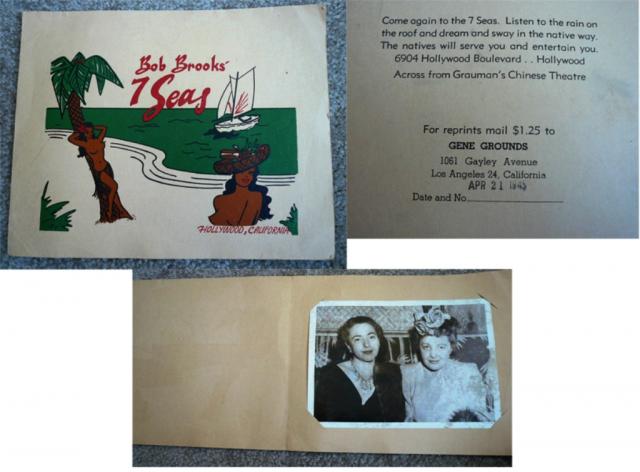 Bob Brooks'
7 Seas
HOLLYWOOD, CALIFORNIA
Come again to the 7 Seas. Listen to the rain on
the roof and dream and sway in the native way.
The natives will serve you and entertain you.
6904 Hollywood Boulevard . . Hollywood
Across from Grauman's Chinese Theatre
For reprints mail $1.25 to
GENE GROUNDS
1061 Gayley Avenue
Los Angeles 24, California
APR 21 1945
Date and No.